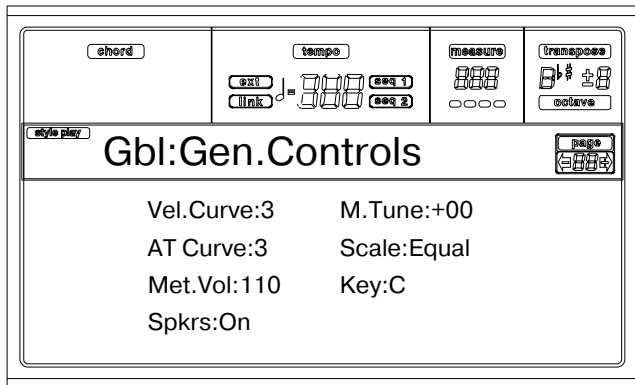 chord
tempo
measure
transpose
ext
seq 1
link
seq 2
octave
style play
Gbl:Gen.Controls
page
Vel.Curve:3 M.Tune:+00
AT Curve:3 Scale:Equal
Met.Vol:110 Key:C
Spkrs:On